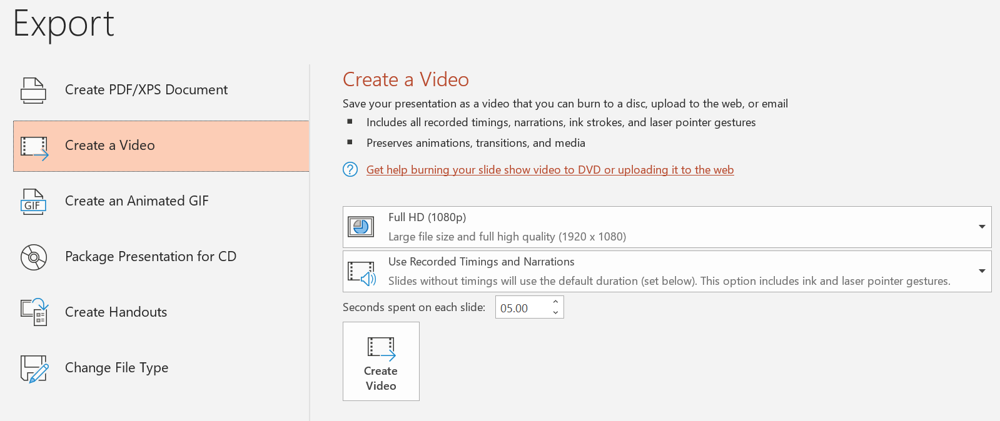 Export
Create PDF/XPS Document
Create a Video
Create an Animated GIF
GIF
Package Presentation for CD
Create Handouts
Change File Type
Create a Video
Save your presentation as a video that you can burn to a disc, upload to the web, or email
Includes all recorded timings, narrations, ink strokes, and laser pointer gestures
Preserves animations, transitions, and media
? Get help burning your slide show video to DVD or uploading it to the web
Full HD (1080p)
Large file size and full high quality (1920 x 1080)
Use Recorded Timings and Narrations
Slides without timings will use the default duration (set below). This option includes ink and laser pointer gestures.
Seconds spent on each slide: 05.00
Create
Video